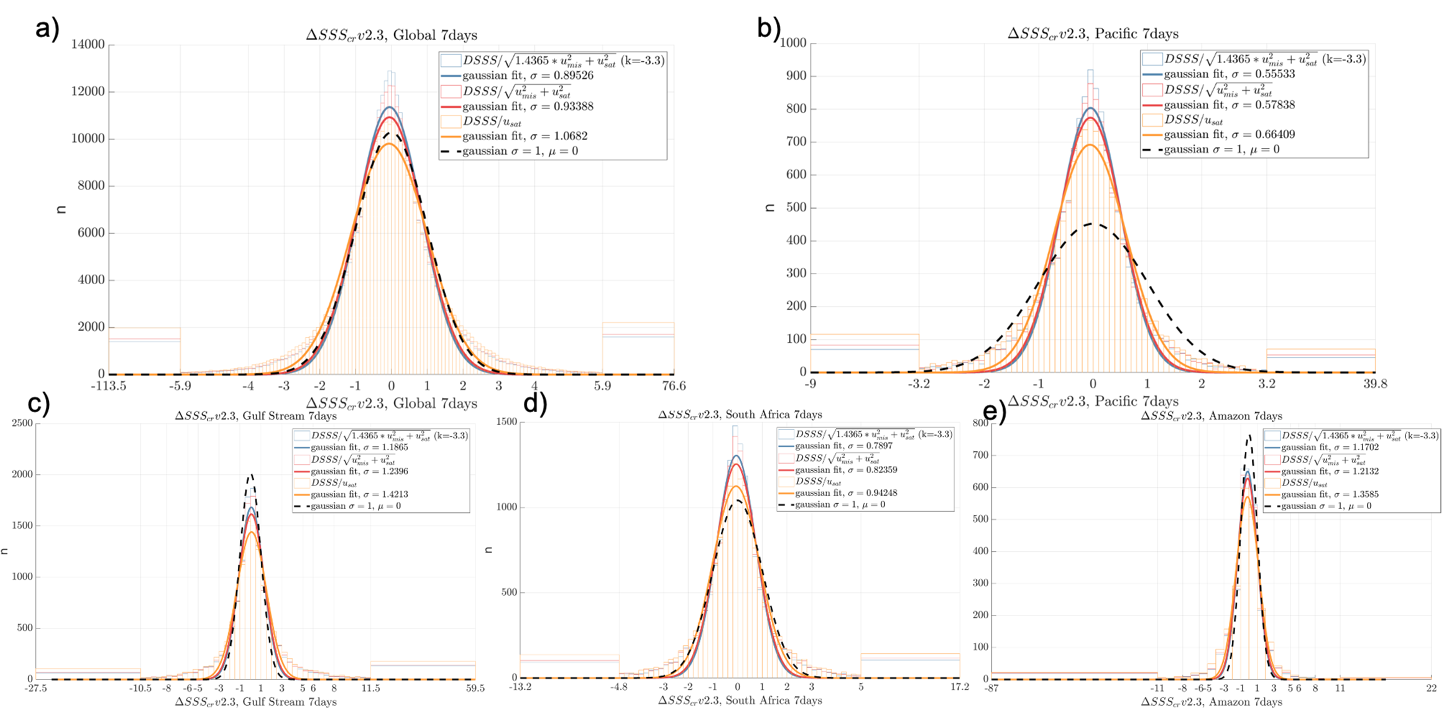 a)
ΔSSS_cr v2.3, Global 7days
14000
12000
10000
8000
6000
4000
2000
0
n
DSSS/√(1.4365 * u²_mis + u²_sat) (k=-3.3)
gaussian fit, σ = 0.89526
DSSS/√(u²_mis + u²_sat)
gaussian fit, σ = 0.93388
DSSS/u_sat
gaussian fit, σ = 1.0682
gaussian σ = 1, μ = 0
-113.5 -5.9 -4 -3 -2 -1 0 1 2 3 4 5.9 76.6
ΔSSS_cr v2.3, Global 7days
b)
ΔSSS_cr v2.3, Pacific 7days
1000
900
800
700
600
500
400
300
200
100
0
n
DSSS/√(1.4365 * u²_mis + u²_sat) (k=-3.3)
gaussian fit, σ = 0.55533
DSSS/√(u²_mis + u²_sat)
gaussian fit, σ = 0.57838
DSSS/u_sat
gaussian fit, σ = 0.66409
gaussian σ = 1, μ = 0
-9 -3.2 -2 -1 0 1 2 3.2 39.8
ΔSSS_cr v2.3, Pacific 7days
c)
ΔSSS_cr v2.3, Gulf Stream 7days
2500
2000
1500
1000
500
0
n
DSSS/√(1.4365 * u²_mis + u²_sat) (k=-3.3)
gaussian fit, σ = 1.1865
DSSS/√(u²_mis + u²_sat)
gaussian fit, σ = 1.2396
DSSS/u_sat
gaussian fit, σ = 1.4213
gaussian σ = 1, μ = 0
-27.5 -10.5 -8 -6 -5 -3 -1 1 3 5 6 8 11.5 59.5
ΔSSS_cr v2.3, Gulf Stream 7days
d)
ΔSSS_cr v2.3, South Africa 7days
1500
1000
500
0
n
DSSS/√(1.4365 * u²_mis + u²_sat) (k=-3.3)
gaussian fit, σ = 0.7897
DSSS/√(u²_mis + u²_sat)
gaussian fit, σ = 0.82359
DSSS/u_sat
gaussian fit, σ = 0.94248
gaussian σ = 1, μ = 0
-13.2 -4.8 -3 -2 -1 0 1 2 3 5 17.2
ΔSSS_cr v2.3, South Africa 7days
e)
ΔSSS_cr v2.3, Amazon 7days
800
700
600
500
400
300
200
100
0
DSSS/√(1.4365 * u²_mis + u²_sat) (k=-3.3)
gaussian fit, σ = 1.1702
DSSS/√(u²_mis + u²_sat)
gaussian fit, σ = 1.2132
DSSS/u_sat
gaussian fit, σ = 1.3585
gaussian σ = 1, μ = 0
-87 -11 -8 -6 -5 -3 -1 1 3 5 6 8 11 22
ΔSSS_cr v2.3, Amazon 7days